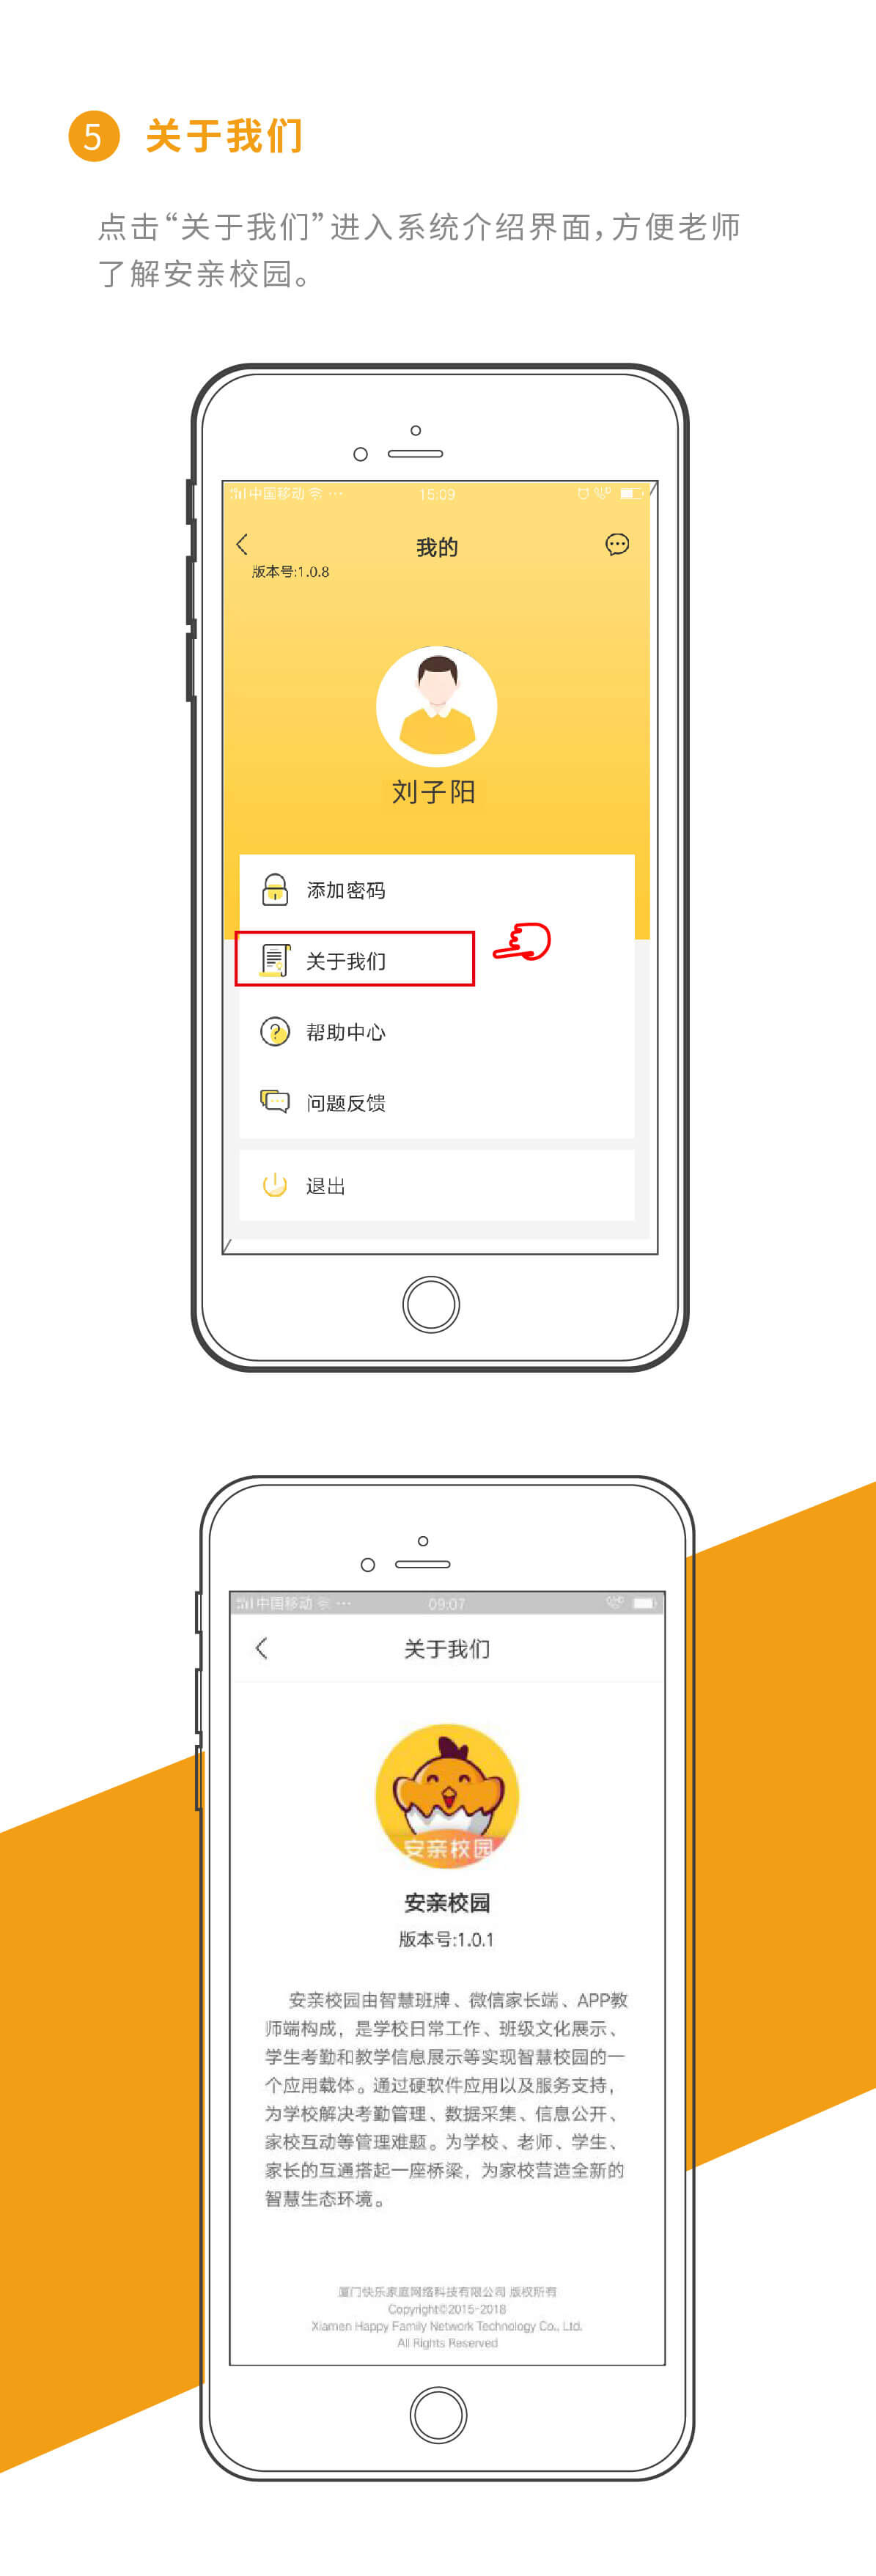 5 关于我们
点击“关于我们”进入系统介绍界面，方便老师
了解安亲校园。
中国移动 15:09
我的
版本号:1.0.8
刘子阳
添加密码
关于我们
帮助中心
问题反馈
退出
中国移动 09:07
关于我们
安亲校园
安亲校园
版本号:1.0.1
安亲校园由智慧班牌、微信家长端、APP教
师端构成，是学校日常工作、班级文化展示、
学生考勤和教学信息展示等实现智慧校园的一
个应用载体。通过硬软件应用以及服务支持，
为学校解决考勤管理、数据采集、信息公开、
家校互动等管理难题。为学校、老师、学生、
家长的互通搭起一座桥梁，为家校营造全新的
智慧生态环境。
厦门快乐家庭网络科技有限公司 版权所有
Copyright©2015-2018
Xiamen Happy Family Network Technology Co., Ltd.
All Rights Reserved